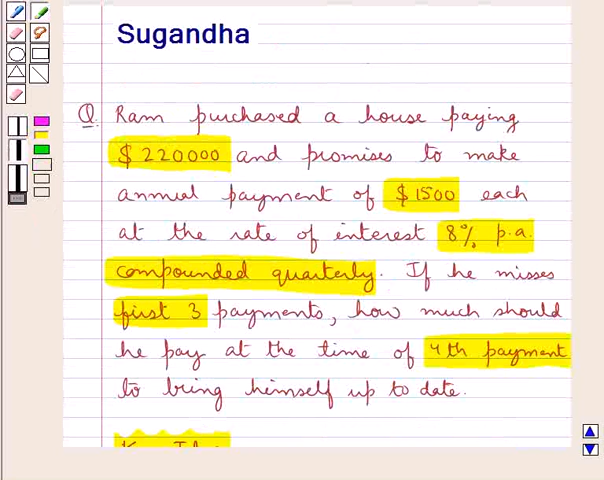 Sugandha
Q. Ram purchased a house paying
$ 220000 and promises to make
annual payment of $ 1500 each
at the rate of interest 8% p.a.
compounded quarterly. If he misses
first 3 payments, how much should
he pay at the time of 4th payment
to bring himself up to date.